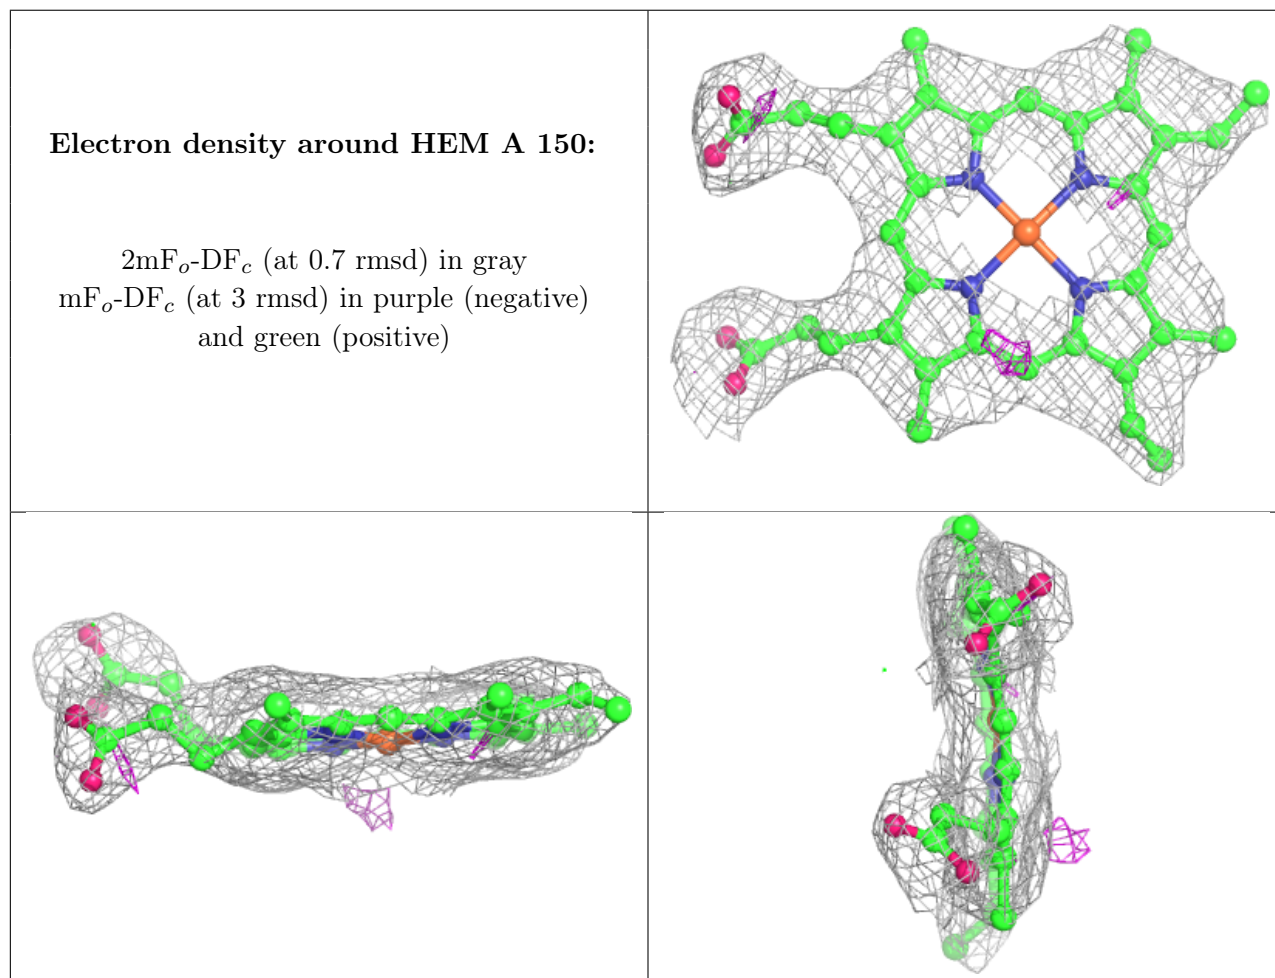 Electron density around HEM A 150:
2mFo-DFc (at 0.7 rmsd) in gray
mFo-DFc (at 3 rmsd) in purple (negative)
and green (positive)